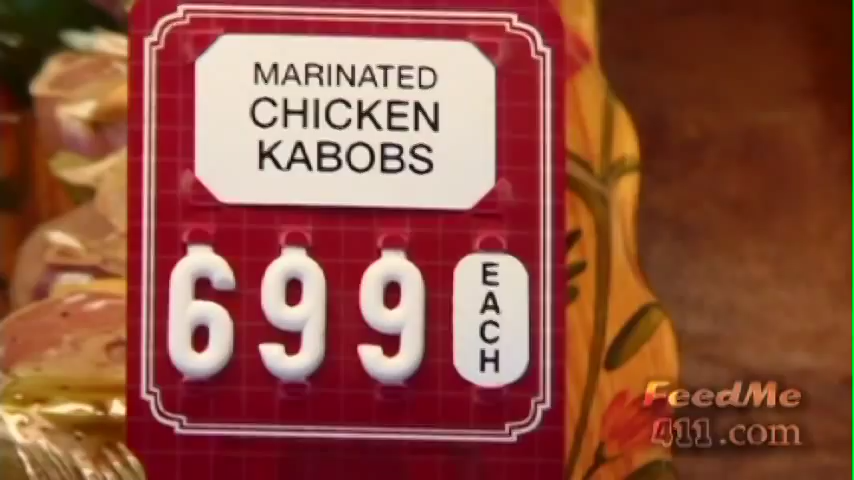 MARINATED
CHICKEN
KABOBS
699 EACH
FeedMe
411.com